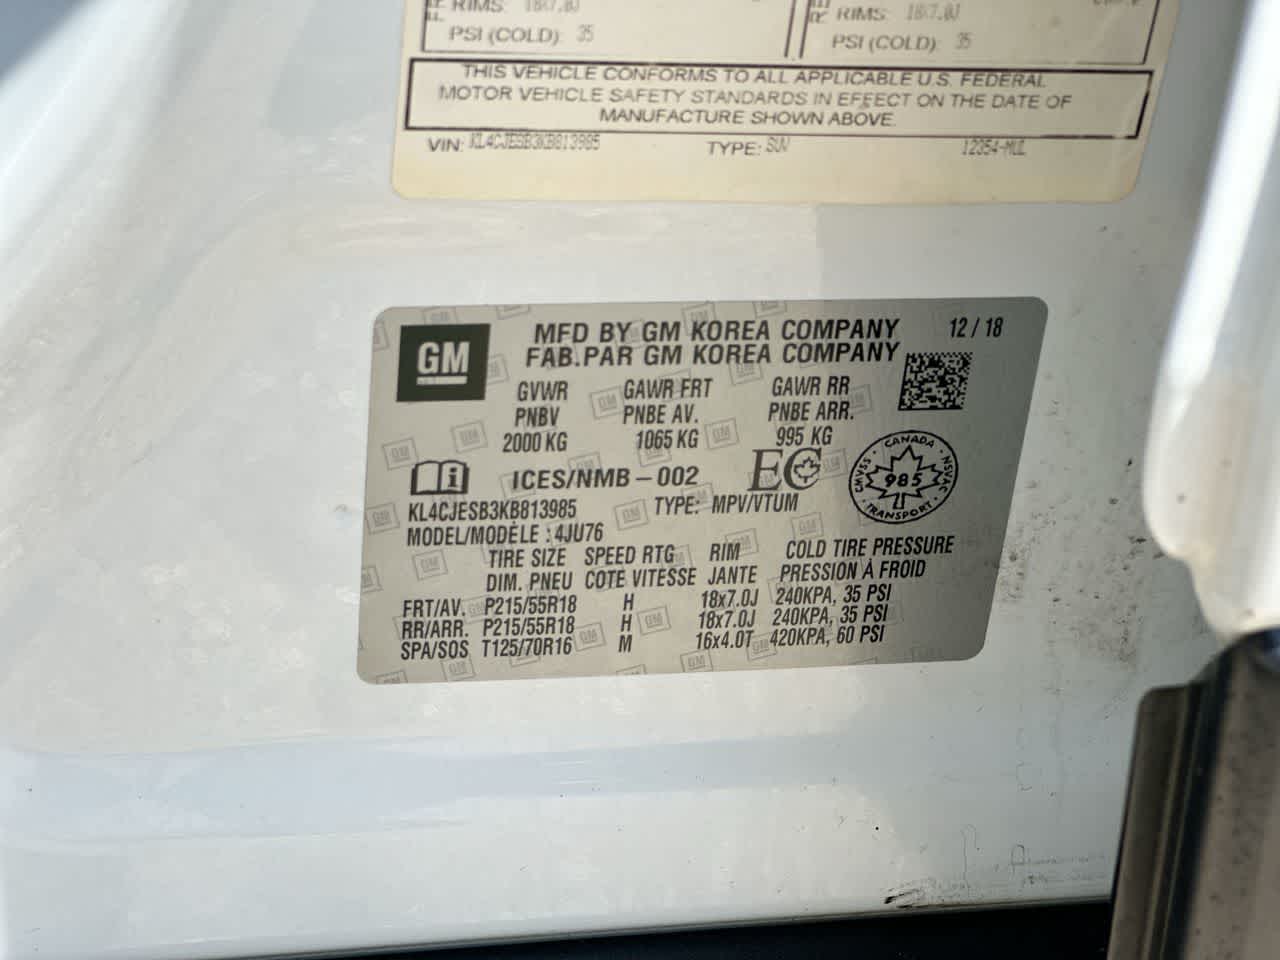 RIMS: 18X7.0J
RIMS: 18X7.0J
PSI (COLD): 35
PSI (COLD): 35
THIS VEHICLE CONFORMS TO ALL APPLICABLE U.S. FEDERAL
MOTOR VEHICLE SAFETY STANDARDS IN EFFECT ON THE DATE OF
MANUFACTURE SHOWN ABOVE.
VIN: KL4CJESB3KB813985 TYPE: SUV 12354-MUL
GM
MFD BY GM KOREA COMPANY 12 / 18
FAB.PAR GM KOREA COMPANY
GVWR GAWR FRT GAWR RR
PNBV PNBE AV. PNBE ARR.
2000 KG 1065 KG 995 KG
ICES/NMB – 002 EC
CANADA
CMVSS 985 NSVAC
TRANSPORT
KL4CJESB3KB813985 TYPE: MPV/VTUM
MODEL/MODÈLE : 4JU76
TIRE SIZE SPEED RTG RIM COLD TIRE PRESSURE
DIM. PNEU COTE VITESSE JANTE PRESSION À FROID
FRT/AV. P215/55R18 H 18x7.0J 240KPA, 35 PSI
RR/ARR. P215/55R18 H 18x7.0J 240KPA, 35 PSI
SPA/SOS T125/70R16 M 16x4.0T 420KPA, 60 PSI